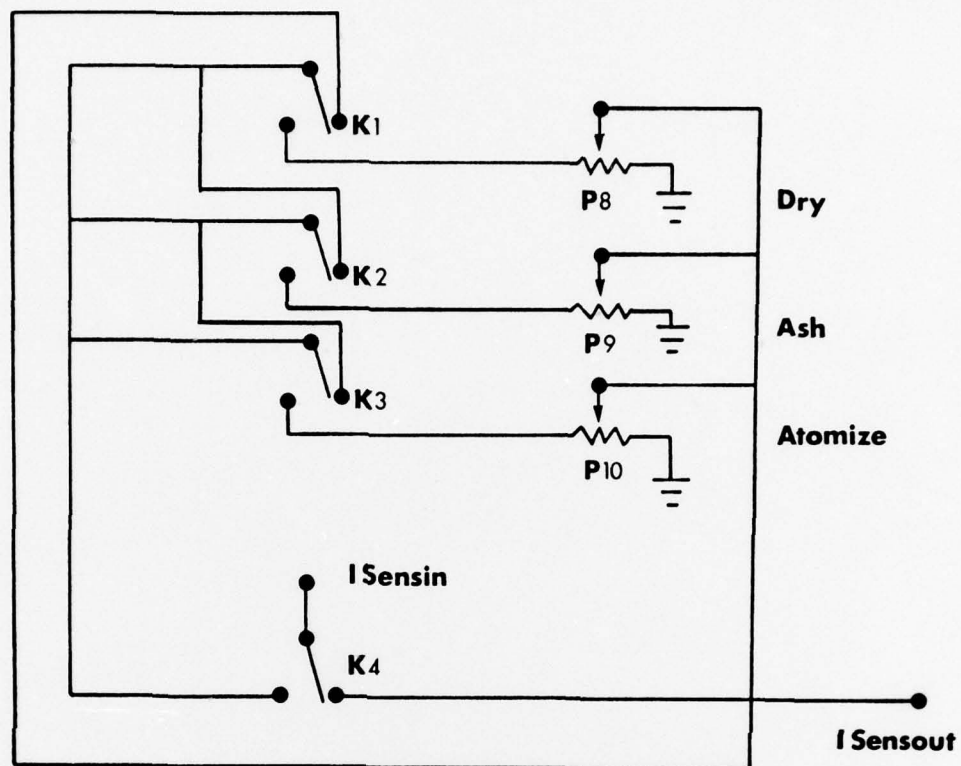 K1
P8
Dry
K2
P9
Ash
K3
P10
Atomize
I Sensin
K4
I Sensout